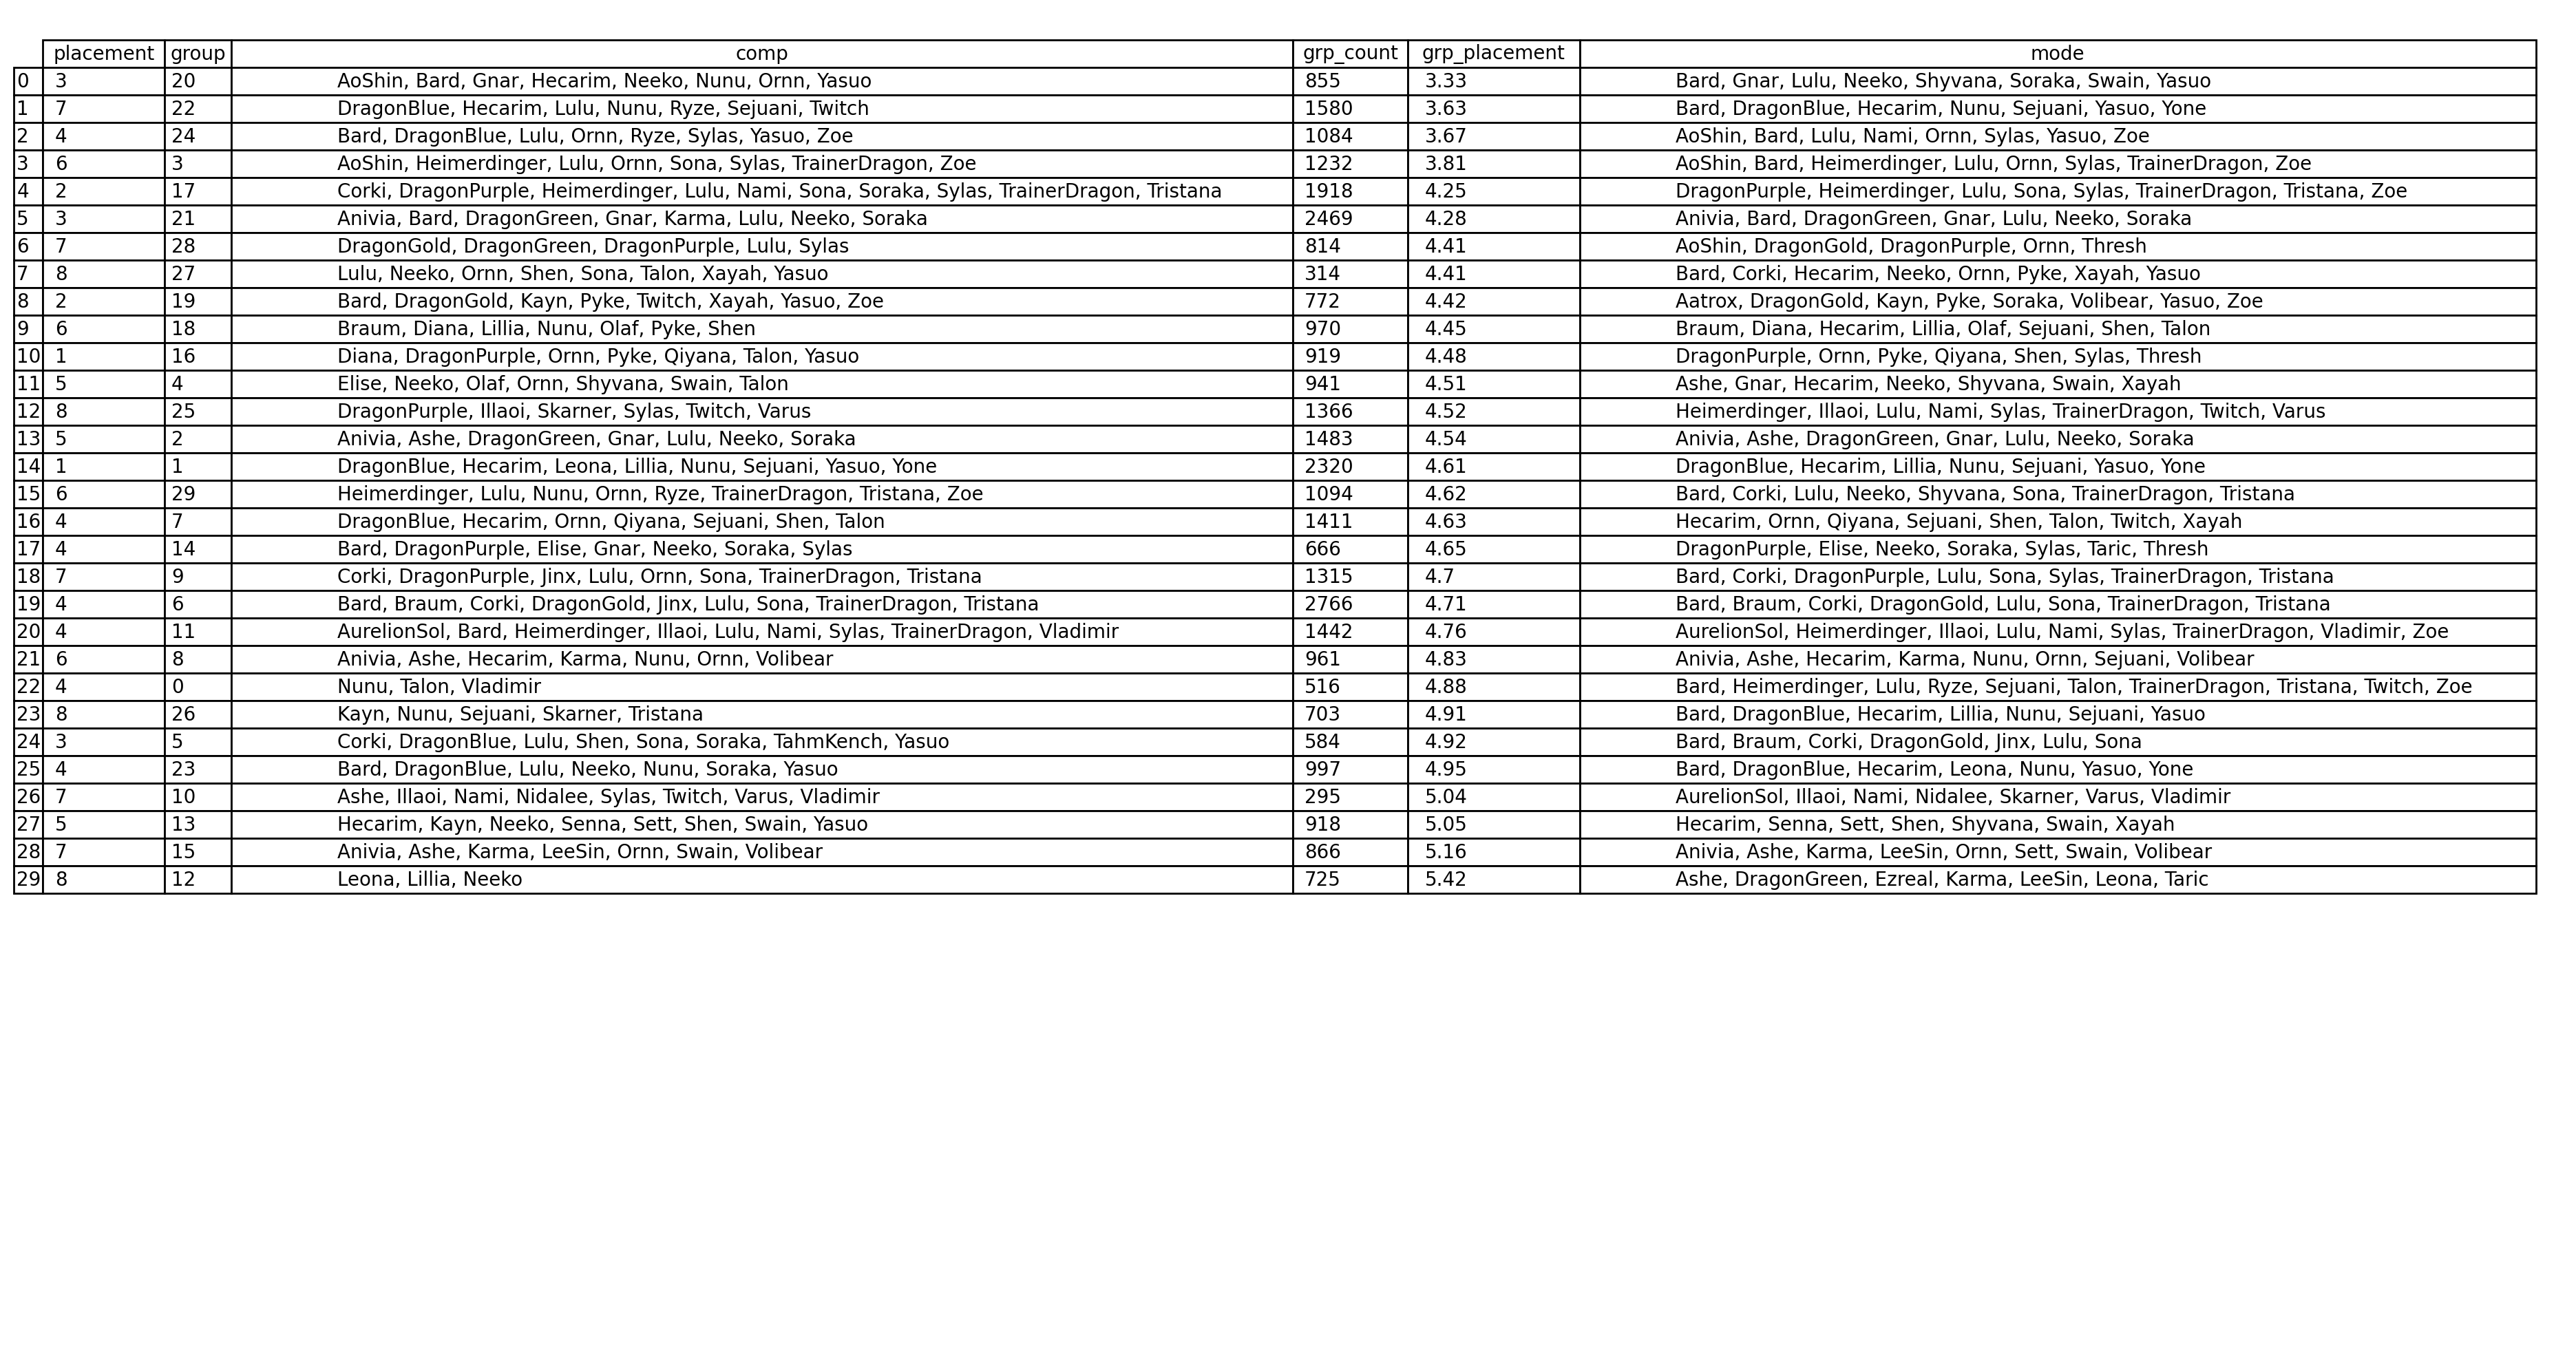 placement group comp grp_count grp_placement mode
0 3 20 AoShin, Bard, Gnar, Hecarim, Neeko, Nunu, Ornn, Yasuo 855 3.33 Bard, Gnar, Lulu, Neeko, Shyvana, Soraka, Swain, Yasuo
1 7 22 DragonBlue, Hecarim, Lulu, Nunu, Ryze, Sejuani, Twitch 1580 3.63 Bard, DragonBlue, Hecarim, Nunu, Sejuani, Yasuo, Yone
2 4 24 Bard, DragonBlue, Lulu, Ornn, Ryze, Sylas, Yasuo, Zoe 1084 3.67 AoShin, Bard, Lulu, Nami, Ornn, Sylas, Yasuo, Zoe
3 6 3 AoShin, Heimerdinger, Lulu, Ornn, Sona, Sylas, TrainerDragon, Zoe 1232 3.81 AoShin, Bard, Heimerdinger, Lulu, Ornn, Sylas, TrainerDragon, Zoe
4 2 17 Corki, DragonPurple, Heimerdinger, Lulu, Nami, Sona, Soraka, Sylas, TrainerDragon, Tristana 1918 4.25 DragonPurple, Heimerdinger, Lulu, Sona, Sylas, TrainerDragon, Tristana, Zoe
5 3 21 Anivia, Bard, DragonGreen, Gnar, Karma, Lulu, Neeko, Soraka 2469 4.28 Anivia, Bard, DragonGreen, Gnar, Lulu, Neeko, Soraka
6 7 28 DragonGold, DragonGreen, DragonPurple, Lulu, Sylas 814 4.41 AoShin, DragonGold, DragonPurple, Ornn, Thresh
7 8 27 Lulu, Neeko, Ornn, Shen, Sona, Talon, Xayah, Yasuo 314 4.41 Bard, Corki, Hecarim, Neeko, Ornn, Pyke, Xayah, Yasuo
8 2 19 Bard, DragonGold, Kayn, Pyke, Twitch, Xayah, Yasuo, Zoe 772 4.42 Aatrox, DragonGold, Kayn, Pyke, Soraka, Volibear, Yasuo, Zoe
9 6 18 Braum, Diana, Lillia, Nunu, Olaf, Pyke, Shen 970 4.45 Braum, Diana, Hecarim, Lillia, Olaf, Sejuani, Shen, Talon
10 1 16 Diana, DragonPurple, Ornn, Pyke, Qiyana, Talon, Yasuo 919 4.48 DragonPurple, Ornn, Pyke, Qiyana, Shen, Sylas, Thresh
11 5 4 Elise, Neeko, Olaf, Ornn, Shyvana, Swain, Talon 941 4.51 Ashe, Gnar, Hecarim, Neeko, Shyvana, Swain, Xayah
12 8 25 DragonPurple, Illaoi, Skarner, Sylas, Twitch, Varus 1366 4.52 Heimerdinger, Illaoi, Lulu, Nami, Sylas, TrainerDragon, Twitch, Varus
13 5 2 Anivia, Ashe, DragonGreen, Gnar, Lulu, Neeko, Soraka 1483 4.54 Anivia, Ashe, DragonGreen, Gnar, Lulu, Neeko, Soraka
14 1 1 DragonBlue, Hecarim, Leona, Lillia, Nunu, Sejuani, Yasuo, Yone 2320 4.61 DragonBlue, Hecarim, Lillia, Nunu, Sejuani, Yasuo, Yone
15 6 29 Heimerdinger, Lulu, Nunu, Ornn, Ryze, TrainerDragon, Tristana, Zoe 1094 4.62 Bard, Corki, Lulu, Neeko, Shyvana, Sona, TrainerDragon, Tristana
16 4 7 DragonBlue, Hecarim, Ornn, Qiyana, Sejuani, Shen, Talon 1411 4.63 Hecarim, Ornn, Qiyana, Sejuani, Shen, Talon, Twitch, Xayah
17 4 14 Bard, DragonPurple, Elise, Gnar, Neeko, Soraka, Sylas 666 4.65 DragonPurple, Elise, Neeko, Soraka, Sylas, Taric, Thresh
18 7 9 Corki, DragonPurple, Jinx, Lulu, Ornn, Sona, TrainerDragon, Tristana 1315 4.7 Bard, Corki, DragonPurple, Lulu, Sona, Sylas, TrainerDragon, Tristana
19 4 6 Bard, Braum, Corki, DragonGold, Jinx, Lulu, Sona, TrainerDragon, Tristana 2766 4.71 Bard, Braum, Corki, DragonGold, Lulu, Sona, TrainerDragon, Tristana
20 4 11 AurelionSol, Bard, Heimerdinger, Illaoi, Lulu, Nami, Sylas, TrainerDragon, Vladimir 1442 4.76 AurelionSol, Heimerdinger, Illaoi, Lulu, Nami, Sylas, TrainerDragon, Vladimir, Zoe
21 6 8 Anivia, Ashe, Hecarim, Karma, Nunu, Ornn, Volibear 961 4.83 Anivia, Ashe, Hecarim, Karma, Nunu, Ornn, Sejuani, Volibear
22 4 0 Nunu, Talon, Vladimir 516 4.88 Bard, Heimerdinger, Lulu, Ryze, Sejuani, Talon, TrainerDragon, Tristana, Twitch, Zoe
23 8 26 Kayn, Nunu, Sejuani, Skarner, Tristana 703 4.91 Bard, DragonBlue, Hecarim, Lillia, Nunu, Sejuani, Yasuo
24 3 5 Corki, DragonBlue, Lulu, Shen, Sona, Soraka, TahmKench, Yasuo 584 4.92 Bard, Braum, Corki, DragonGold, Jinx, Lulu, Sona
25 4 23 Bard, DragonBlue, Lulu, Neeko, Nunu, Soraka, Yasuo 997 4.95 Bard, DragonBlue, Hecarim, Leona, Nunu, Yasuo, Yone
26 7 10 Ashe, Illaoi, Nami, Nidalee, Sylas, Twitch, Varus, Vladimir 295 5.04 AurelionSol, Illaoi, Nami, Nidalee, Skarner, Varus, Vladimir
27 5 13 Hecarim, Kayn, Neeko, Senna, Sett, Shen, Swain, Yasuo 918 5.05 Hecarim, Senna, Sett, Shen, Shyvana, Swain, Xayah
28 7 15 Anivia, Ashe, Karma, LeeSin, Ornn, Swain, Volibear 866 5.16 Anivia, Ashe, Karma, LeeSin, Ornn, Sett, Swain, Volibear
29 8 12 Leona, Lillia, Neeko 725 5.42 Ashe, DragonGreen, Ezreal, Karma, LeeSin, Leona, Taric